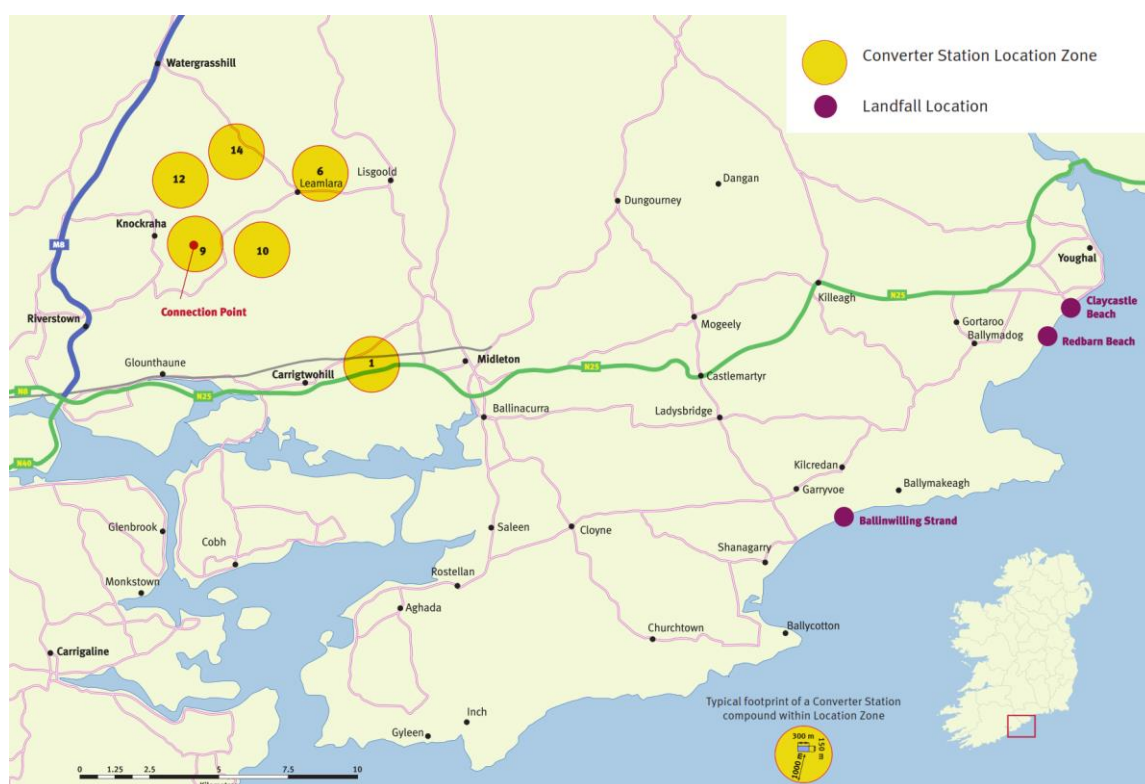 Converter Station Location Zone
Landfall Location
Watergrasshill
14
12
6
Leamlara
Lisgoold
Dangan
Dungourney
Knockraha
9
10
M8
Connection Point
Youghal
Killeagh
N25
Claycastle
Beach
Riverstown
Mogeely
Gortaroo
Ballymadog
Redbarn Beach
Glounthaune
Carrigtwohill
1
Midleton
N25
Castlemartyr
N8
N25
Ballinacurra
Ladysbridge
N40
Kilcredan
Garryvoe
Ballymakeagh
Ballinwilling Strand
Glenbrook
Saleen
Cloyne
Cobh
Shanagarry
Monkstown
Rostellan
Aghada
Churchtown
Ballycotton
Carrigaline
Inch
Gyleen
Typical footprint of a Converter Station
compound within Location Zone
300 m
150 m
1000 m
0 1.25 2.5 5 7.5 10